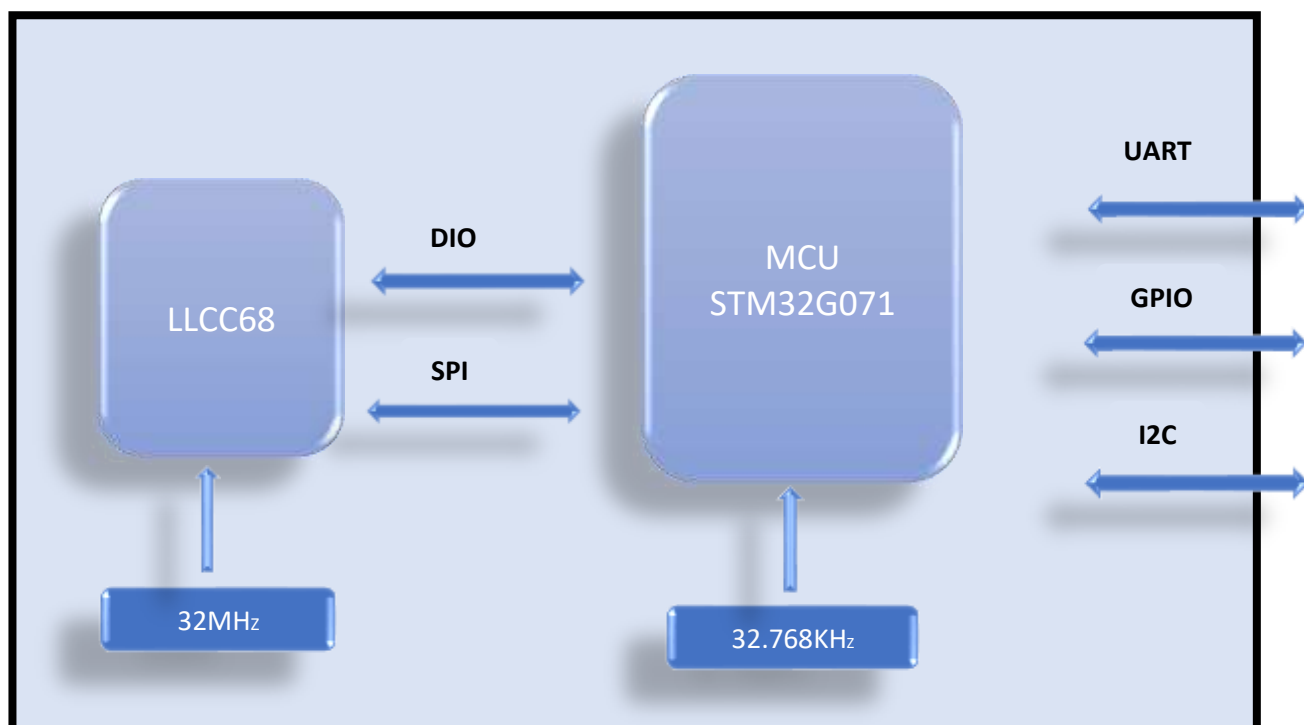 UART
DIO
MCU
STM32G071
LLCC68
GPIO
SPI
I2C
32MHz
32.768KHz